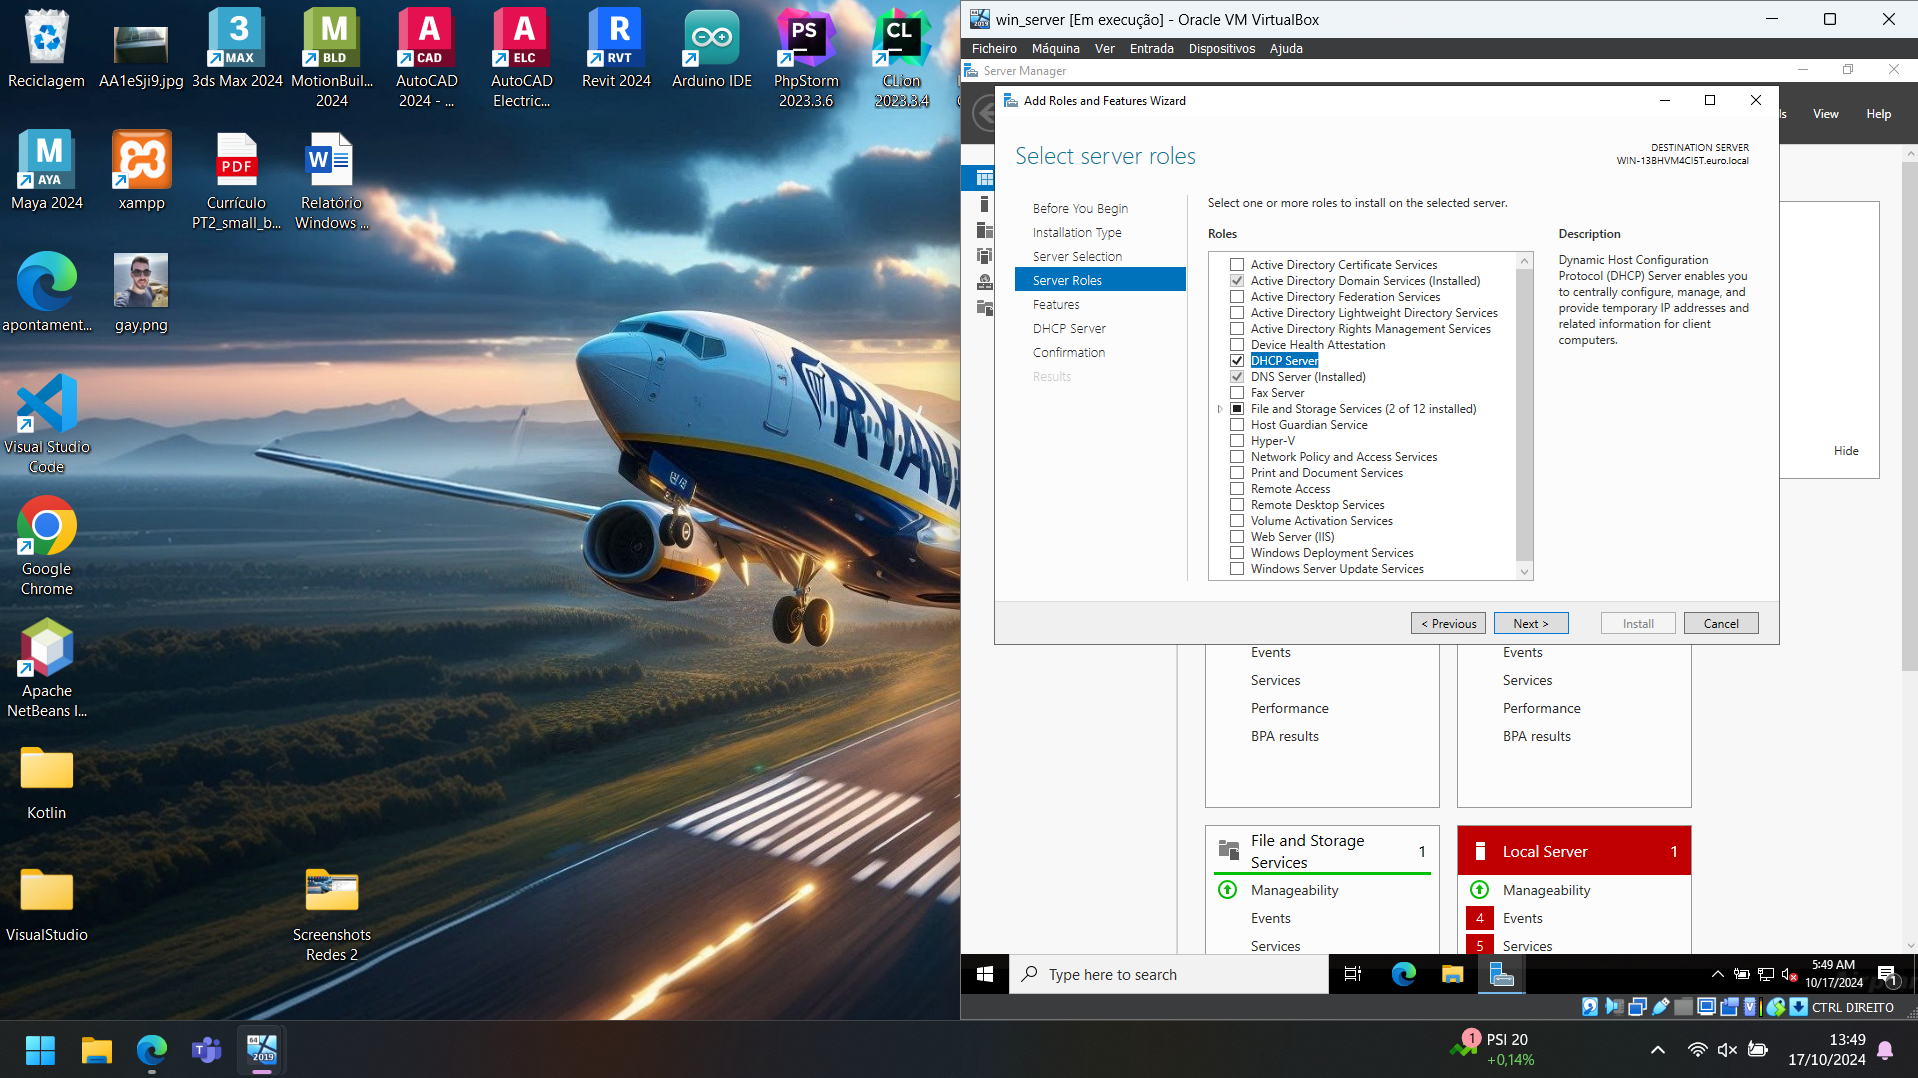 Reciclagem
AA1eSji9.jpg
3ds Max 2024
MotionBuil...
2024
AutoCAD
2024 - ...
AutoCAD
Electric...
Revit 2024
Arduino IDE
PhpStorm
2023.3.6
CLion
2023.3.4
3
MAX
M
BLD
A
CAD
A
ELC
R
RVT
PS
CL
M
AYA
PDF
W
Maya 2024
xampp
Currículo
PT2_small_b...
Relatório
Windows ...
apontament...
gay.png
Visual Studio
Code
Google
Chrome
Apache
NetBeans I...
Kotlin
VisualStudio
Screenshots
Redes 2
RYAN
win_server [Em execução] - Oracle VM VirtualBox
Ficheiro
Máquina
Ver
Entrada
Dispositivos
Ajuda
Server Manager
Add Roles and Features Wizard
ls
View
Help
Select server roles
DESTINATION SERVER
WIN-13BHVM4CI5T.euro.local
Before You Begin
Installation Type
Server Selection
Server Roles
Features
DHCP Server
Confirmation
Results
Select one or more roles to install on the selected server.
Roles
Active Directory Certificate Services
Active Directory Domain Services (Installed)
Active Directory Federation Services
Active Directory Lightweight Directory Services
Active Directory Rights Management Services
Device Health Attestation
DHCP Server
DNS Server (Installed)
Fax Server
File and Storage Services (2 of 12 installed)
Host Guardian Service
Hyper-V
Network Policy and Access Services
Print and Document Services
Remote Access
Remote Desktop Services
Volume Activation Services
Web Server (IIS)
Windows Deployment Services
Windows Server Update Services
Description
Dynamic Host Configuration
Protocol (DHCP) Server enables you
to centrally configure, manage, and
provide temporary IP addresses and
related information for client
computers.
Hide
< Previous
Next >
Install
Cancel
Events
Services
Performance
BPA results
Events
Services
Performance
BPA results
File and Storage
Services
1
Manageability
Events
Services
Local Server
1
Manageability
4
Events
5
Services
Type here to search
5:49 AM
10/17/2024
1
CTRL DIREITO
64
2019
1
PSI 20
+0,14%
13:49
17/10/2024